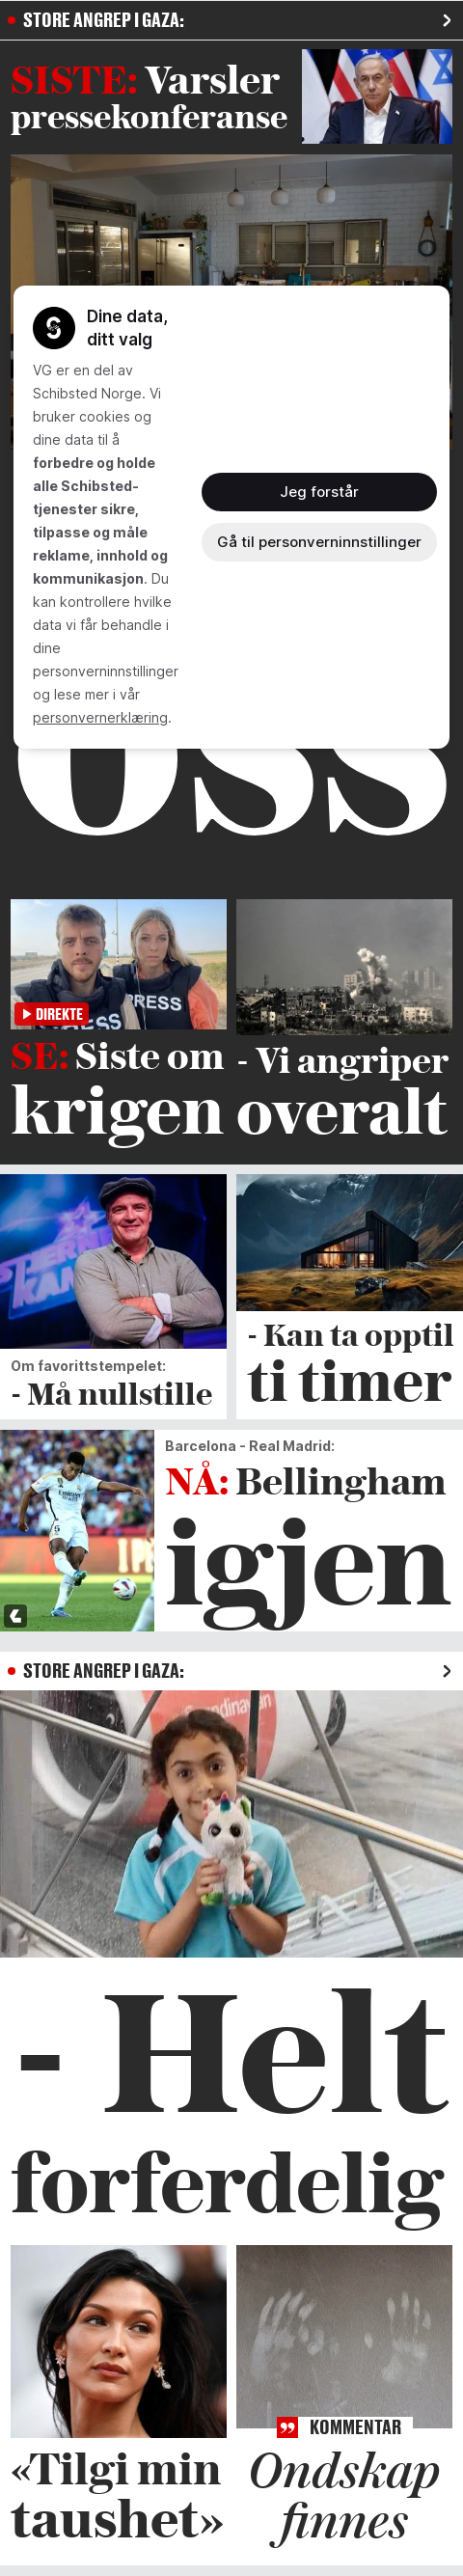 STORE ANGREP I GAZA:
SISTE: Varsler
pressekonferanse
Dine data,
ditt valg
VG er en del av
Schibsted Norge. Vi
bruker cookies og
dine data til å
forbedre og holde
alle Schibsted-
tjenester sikre,
tilpasse og måle
reklame, innhold og
kommunikasjon. Du
kan kontrollere hvilke
data vi får behandle i
dine
personverninnstillinger
og lese mer i vår
personvernerklæring.
Jeg forstår
Gå til personverninnstillinger
oss
PRESS
PRESS
DIREKTE
SE: Siste om
krigen
- Vi angriper
overalt
Om favorittstempelet:
- Må nullstille
- Kan ta opptil
ti timer
Barcelona - Real Madrid:
NÅ: Bellingham
igjen
STORE ANGREP I GAZA:
- Helt
forferdelig
«Tilgi min
taushet»
KOMMENTAR
Ondskap
finnes